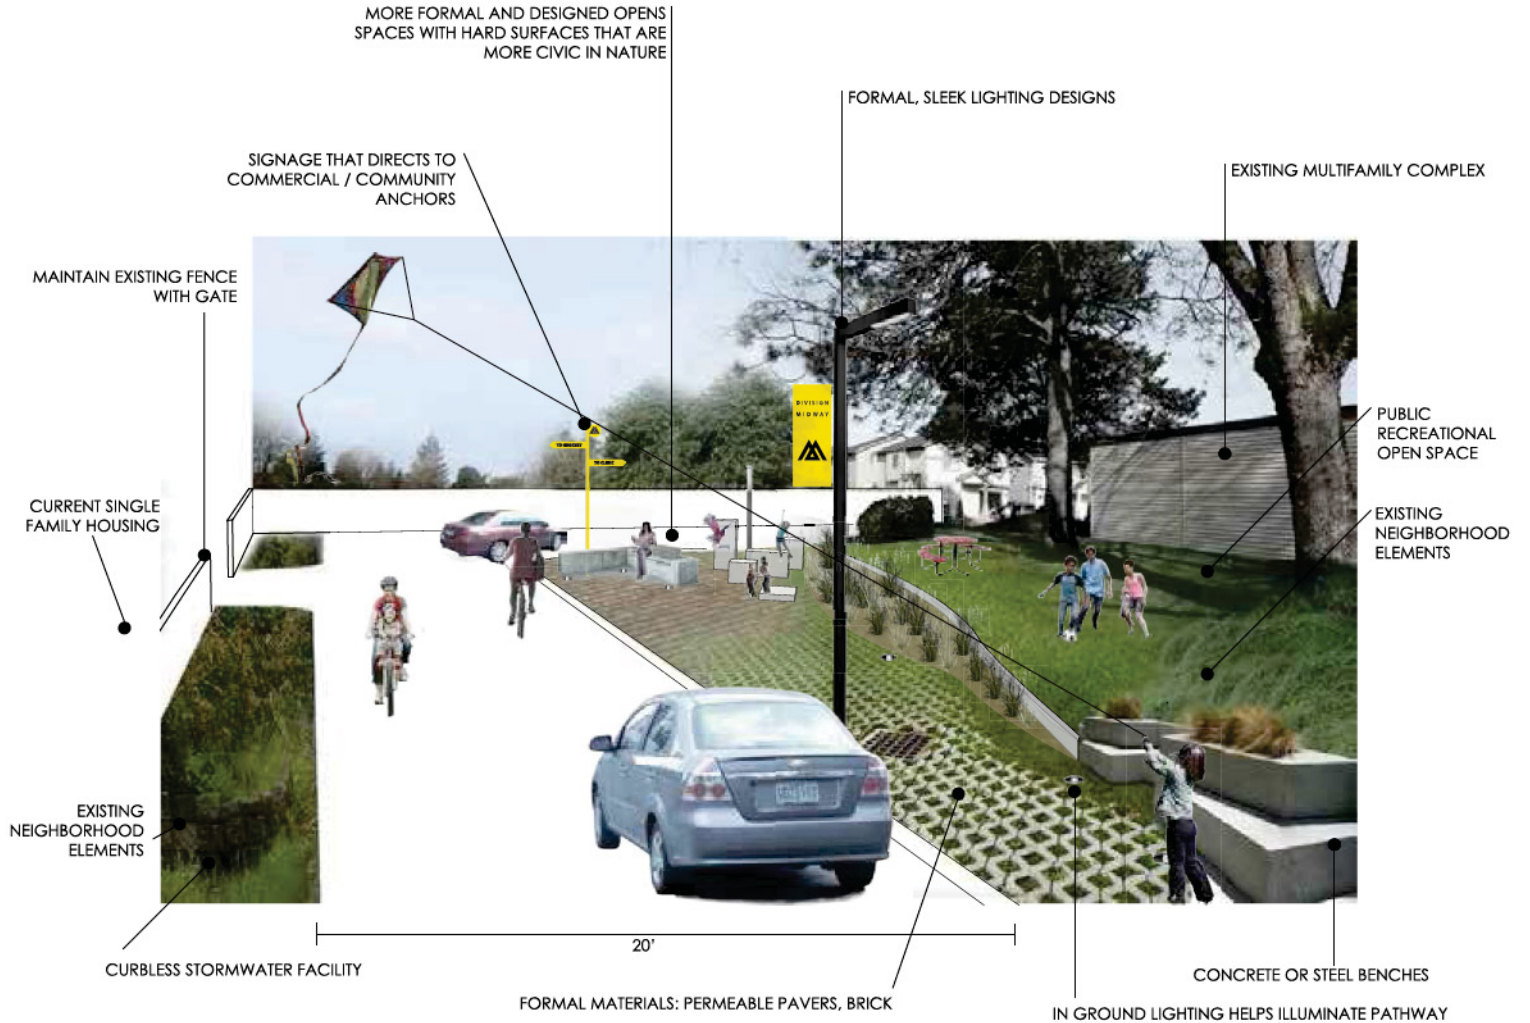 MORE FORMAL AND DESIGNED OPENS
SPACES WITH HARD SURFACES THAT ARE
MORE CIVIC IN NATURE
FORMAL, SLEEK LIGHTING DESIGNS
SIGNAGE THAT DIRECTS TO
COMMERCIAL / COMMUNITY
ANCHORS
EXISTING MULTIFAMILY COMPLEX
MAINTAIN EXISTING FENCE
WITH GATE
DIVISION
MIDWAY
PUBLIC
RECREATIONAL
OPEN SPACE
CURRENT SINGLE
FAMILY HOUSING
EXISTING
NEIGHBORHOOD
ELEMENTS
EXISTING
NEIGHBORHOOD
ELEMENTS
20'
CURBLESS STORMWATER FACILITY
CONCRETE OR STEEL BENCHES
FORMAL MATERIALS: PERMEABLE PAVERS, BRICK
IN GROUND LIGHTING HELPS ILLUMINATE PATHWAY